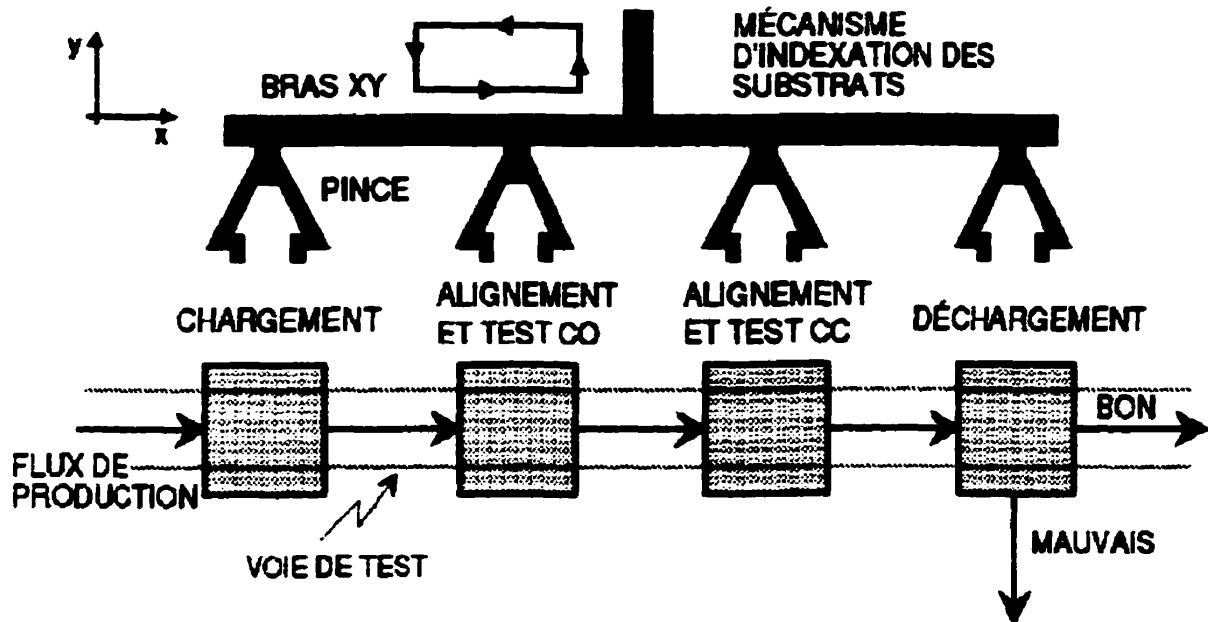 y
x
BRAS XY
MÉCANISME
D'INDEXATION DES
SUBSTRATS
PINCE
CHARGEMENT
ALIGNEMENT
ET TEST CO
ALIGNEMENT
ET TEST CC
DÉCHARGEMENT
BON
FLUX DE
PRODUCTION
VOIE DE TEST
MAUVAIS